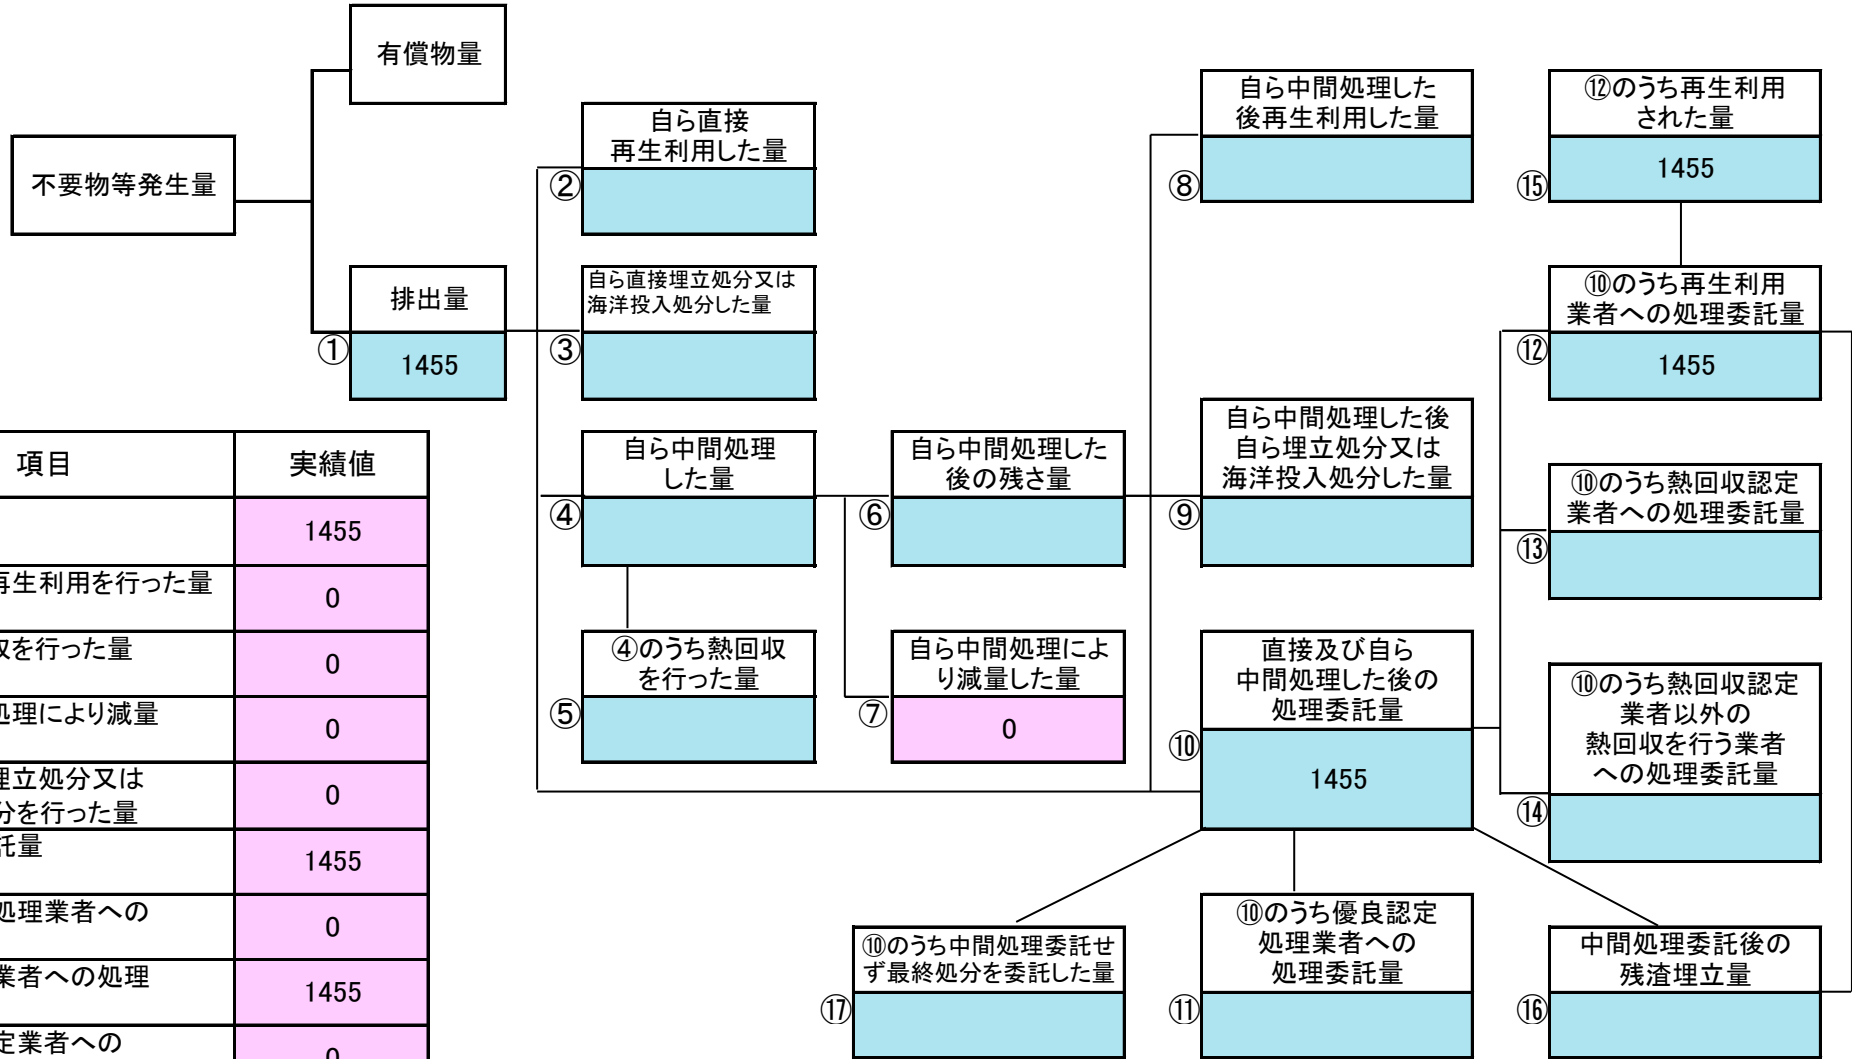 有償物量
不要物等発生量
排出量
①
1455
自ら直接
再生利用した量
②
自ら直接埋立処分又は
海洋投入処分した量
③
自ら中間処理
した量
④
④のうち熱回収
を行った量
⑤
自ら中間処理した
後の残さ量
⑥
自ら中間処理によ
り減量した量
⑦
0
自ら中間処理した
後再生利用した量
⑧
自ら中間処理した後
自ら埋立処分又は
海洋投入処分した量
⑨
直接及び自ら
中間処理した後の
処理委託量
⑩
1455
⑫のうち再生利用
された量
⑮
1455
⑩のうち再生利用
業者への処理委託量
⑫
1455
⑩のうち熱回収認定
業者への処理委託量
⑬
⑩のうち熱回収認定
業者以外の
熱回収を行う業者
への処理委託量
⑭
⑩のうち中間処理委託せ
ず最終処分を委託した量
⑰
⑩のうち優良認定
処理業者への
処理委託量
⑪
中間処理委託後の
残渣埋立量
⑯
項目 実績値
1455
再生利用を行った量 0
を行った量 0
処理により減量 0
埋立処分又は
分を行った量 0
託量 1455
処理業者への 0
業者への処理 1455
定業者への 0